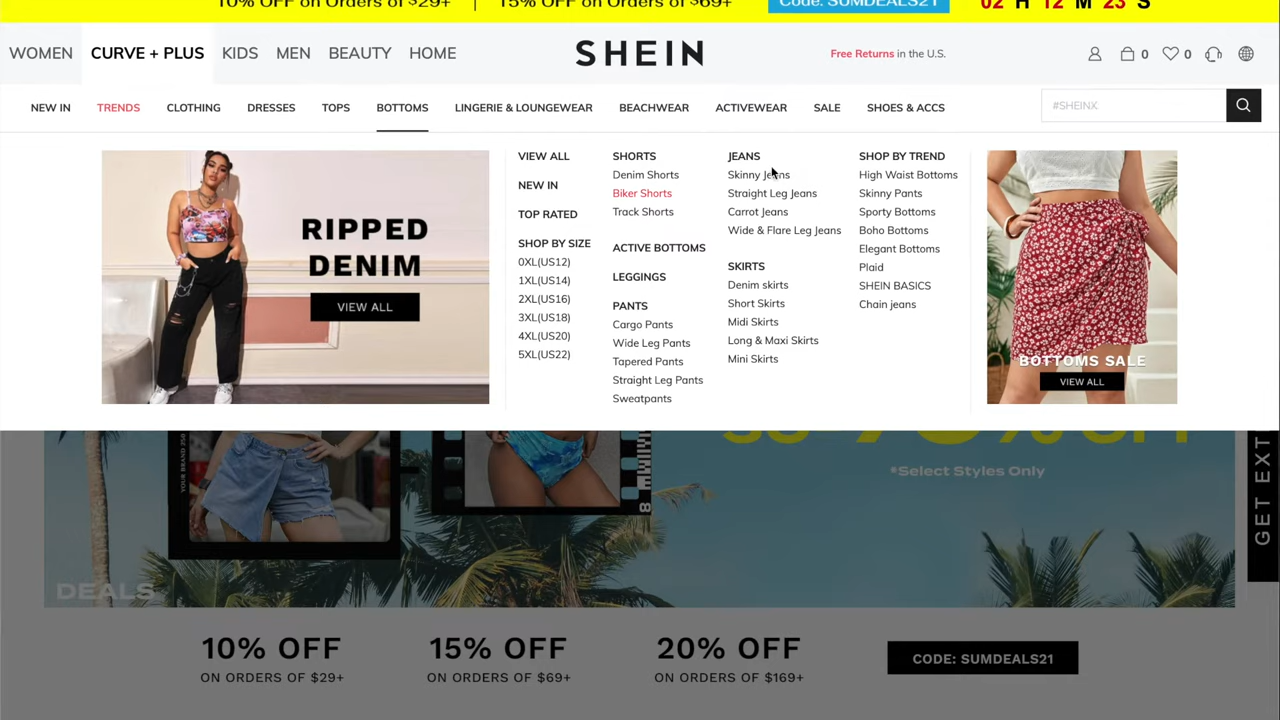 10% OFF on Orders of $29+ | 15% OFF on Orders of $69+ Code: SUMDEALS21 02 H 12 M 23 S
WOMEN CURVE + PLUS KIDS MEN BEAUTY HOME SHEIN Free Returns in the U.S. 0 0
NEW IN TRENDS CLOTHING DRESSES TOPS BOTTOMS LINGERIE & LOUNGEWEAR BEACHWEAR ACTIVEWEAR SALE SHOES & ACCS #SHEINX
RIPPED
DENIM
VIEW ALL
VIEW ALL
NEW IN
TOP RATED
SHOP BY SIZE
0XL(US12)
1XL(US14)
2XL(US16)
3XL(US18)
4XL(US20)
5XL(US22)
SHORTS
Denim Shorts
Biker Shorts
Track Shorts
ACTIVE BOTTOMS
LEGGINGS
PANTS
Cargo Pants
Wide Leg Pants
Tapered Pants
Straight Leg Pants
Sweatpants
JEANS
Skinny Jeans
Straight Leg Jeans
Carrot Jeans
Wide & Flare Leg Jeans
SKIRTS
Denim skirts
Short Skirts
Midi Skirts
Long & Maxi Skirts
Mini Skirts
SHOP BY TREND
High Waist Bottoms
Skinny Pants
Sporty Bottoms
Boho Bottoms
Elegant Bottoms
Plaid
SHEIN BASICS
Chain jeans
BOTTOMS SALE
VIEW ALL
YOUR BRAND 350
8
*Select Styles Only
GET EXT
DEALS
10% OFF
ON ORDERS OF $29+
15% OFF
ON ORDERS OF $69+
20% OFF
ON ORDERS OF $169+
CODE: SUMDEALS21